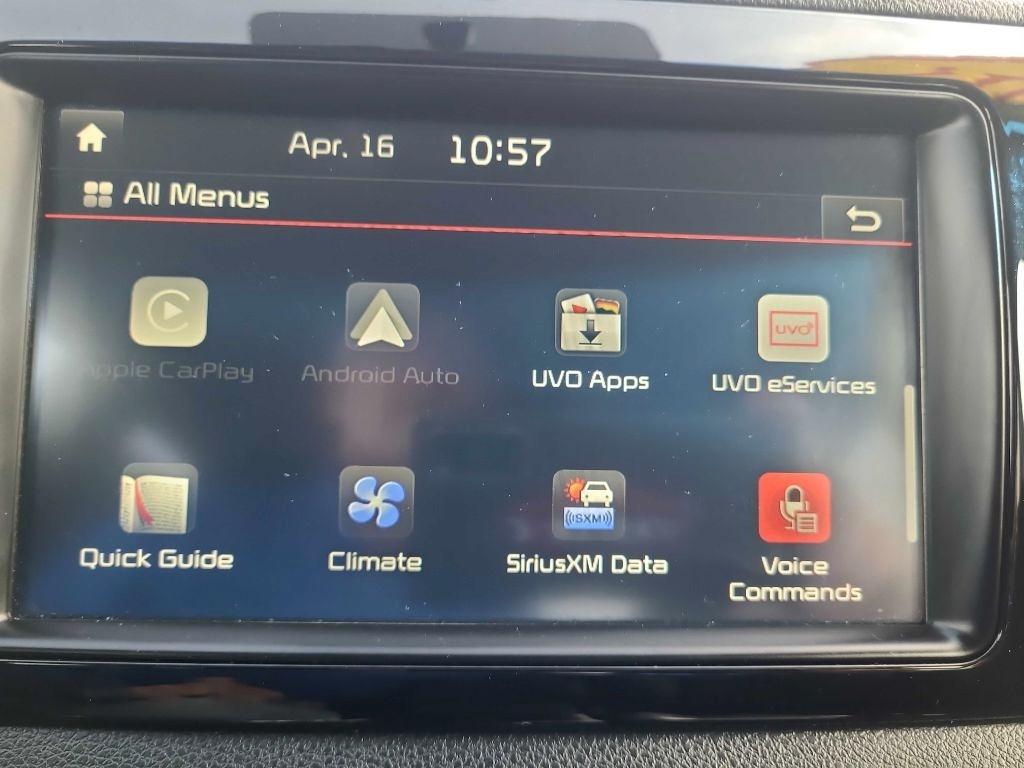 Apr. 16 10:57
All Menus
Apple CarPlay
Android Auto
UVO Apps
UVO
UVO eServices
Quick Guide
Climate
((SXM))
SiriusXM Data
Voice
Commands